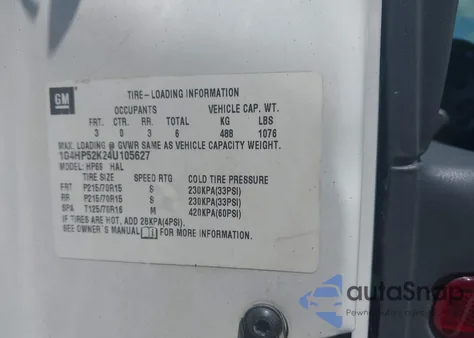 GM
TIRE-LOADING INFORMATION
OCCUPANTS VEHICLE CAP. WT.
FRT. CTR. RR. TOTAL KG LBS
3 0 3 6 488 1076
MAX. LOADING @ GVWR SAME AS VEHICLE CAPACITY WEIGHT.
1G4HP52K24U105627
MODEL: HP69 HAL
TIRE SIZE SPEED RTG COLD TIRE PRESSURE
FRT P215/70R15 S 230KPA(33PSI)
RR P215/70R15 S 230KPA(33PSI)
SPA T125/70R15 M 420KPA(60PSI)
IF TIRES ARE HOT, ADD 28KPA(4PSI).
SEE OWNER'S MANUAL FOR MORE INFORMATION.
autoSnap